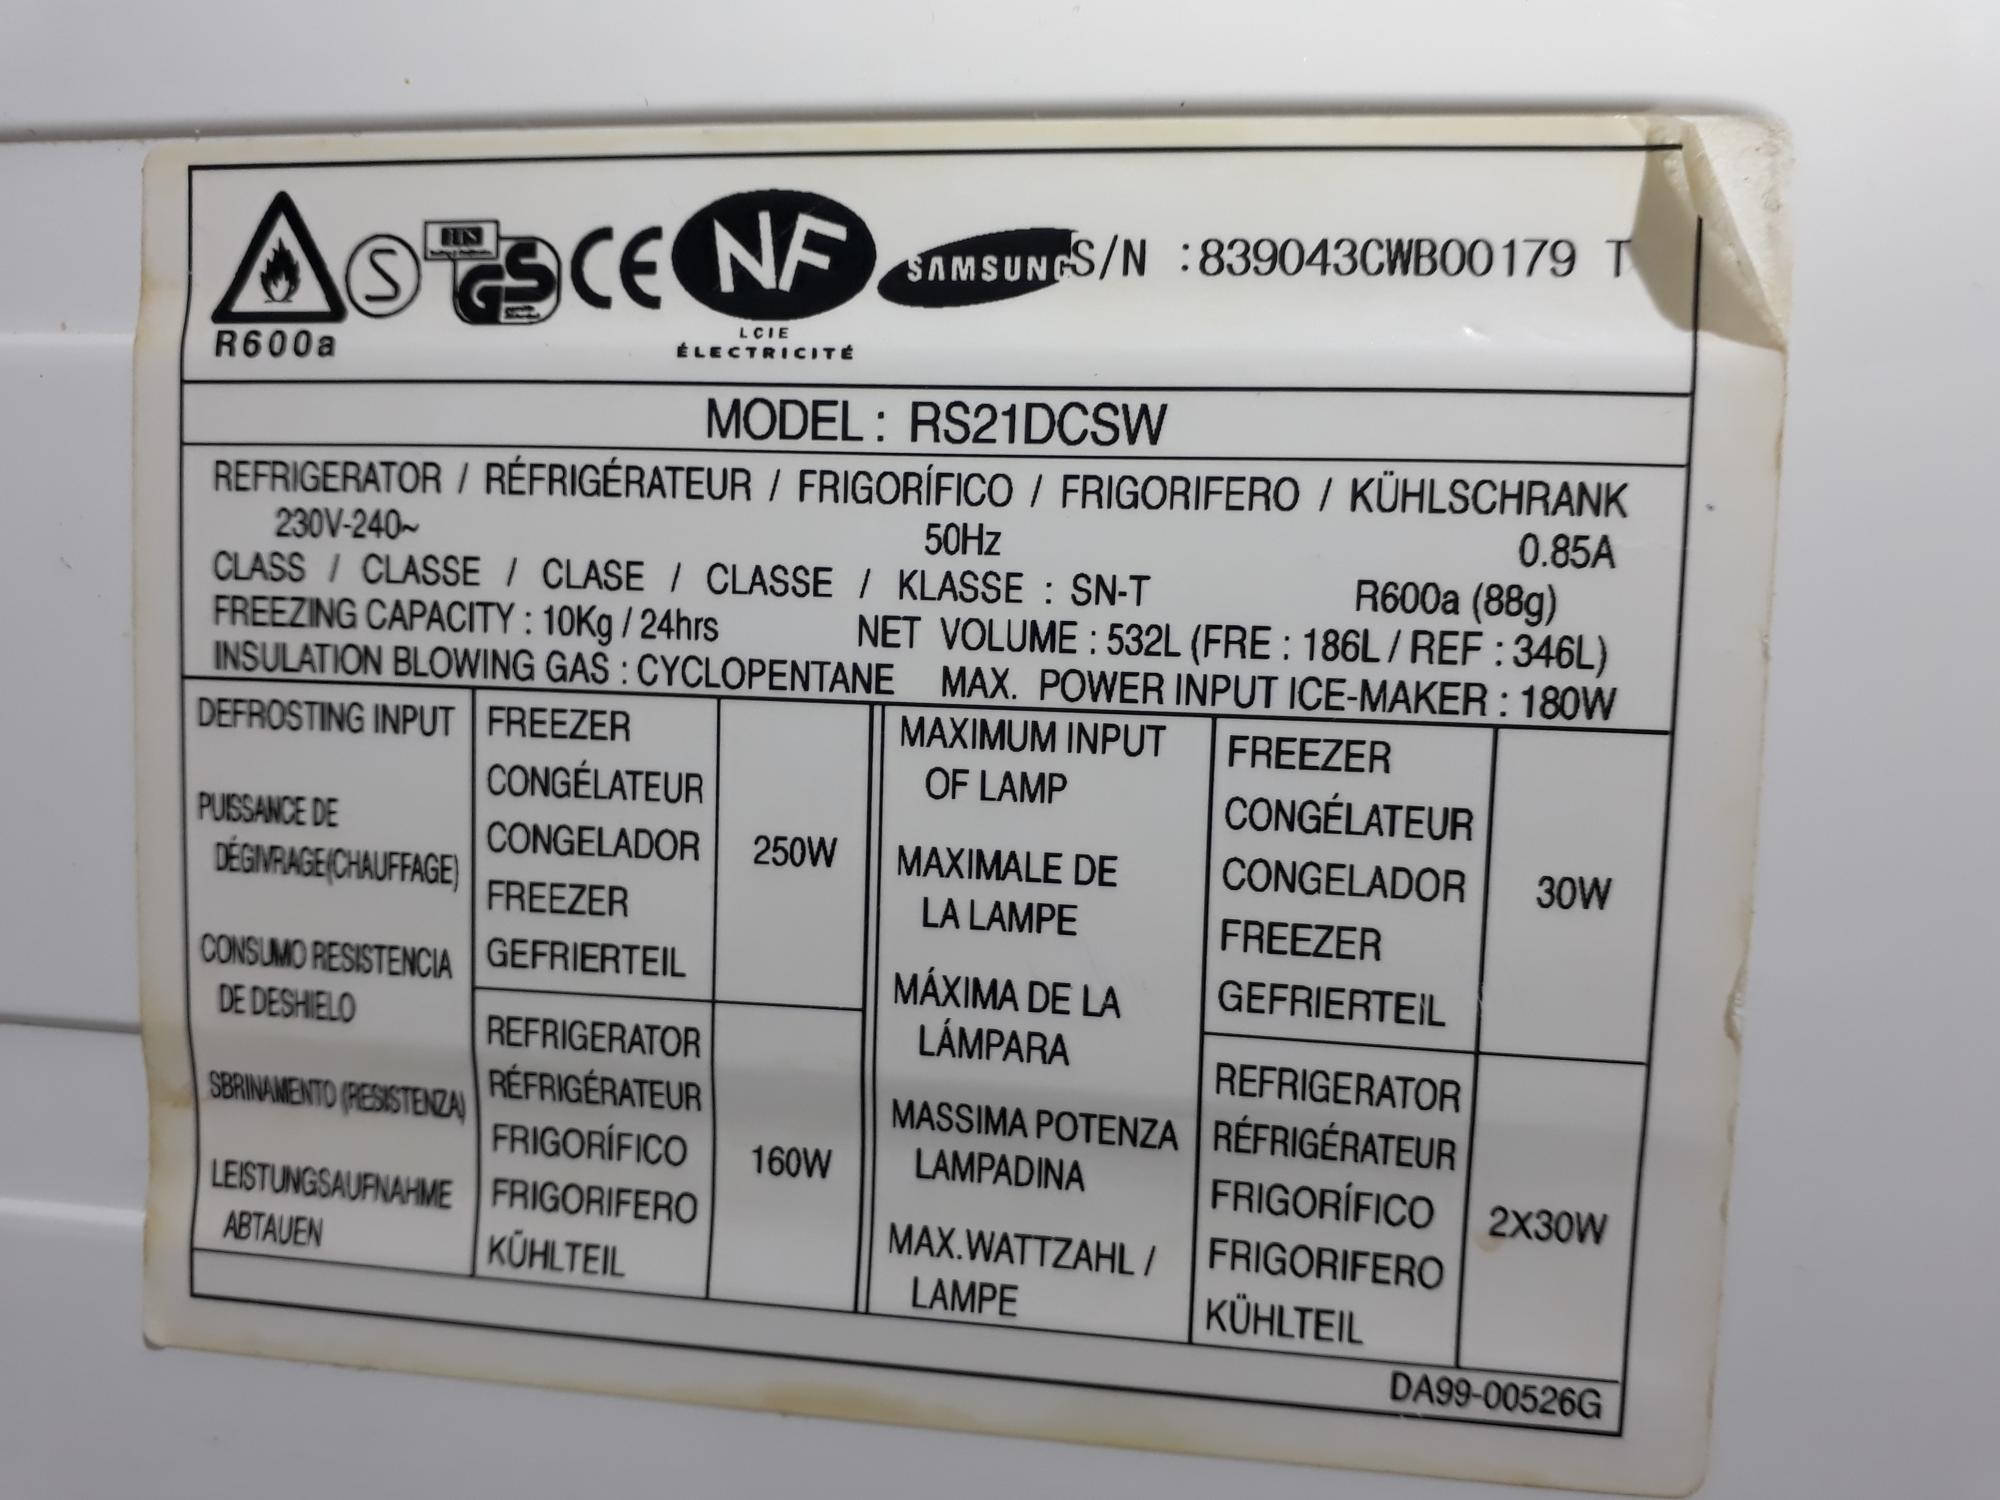 R600a
S
GS
CE
NF
LCIE
ÉLECTRICITÉ
SAMSUNG
S/N :839043CWB00179 T
MODEL : RS21DCSW
REFRIGERATOR / RÉFRIGÉRATEUR / FRIGORÍFICO / FRIGORIFERO / KÜHLSCHRANK
230V-240~ 50Hz 0.85A
CLASS / CLASSE / CLASE / CLASSE / KLASSE : SN-T R600a (88g)
FREEZING CAPACITY : 10Kg / 24hrs NET VOLUME : 532L (FRE : 186L / REF : 346L)
INSULATION BLOWING GAS : CYCLOPENTANE MAX. POWER INPUT ICE-MAKER : 180W
DEFROSTING INPUT
PUISSANCE DE
DÉGIVRAGE(CHAUFFAGE)
CONSUMO RESISTENCIA
DE DESHIELO
SBRINAMENTO (RESISTENZA)
LEISTUNGSAUFNAHME
ABTAUEN
FREEZER
CONGÉLATEUR
CONGELADOR
FREEZER
GEFRIERTEIL
250W
REFRIGERATOR
RÉFRIGÉRATEUR
FRIGORÍFICO
FRIGORIFERO
KÜHLTEIL
160W
MAXIMUM INPUT
OF LAMP
MAXIMALE DE
LA LAMPE
MÁXIMA DE LA
LÁMPARA
MASSIMA POTENZA
LAMPADINA
MAX.WATTZAHL /
LAMPE
FREEZER
CONGÉLATEUR
CONGELADOR
FREEZER
GEFRIERTEIL
30W
REFRIGERATOR
RÉFRIGÉRATEUR
FRIGORÍFICO
FRIGORIFERO
KÜHLTEIL
2X30W
DA99-00526G